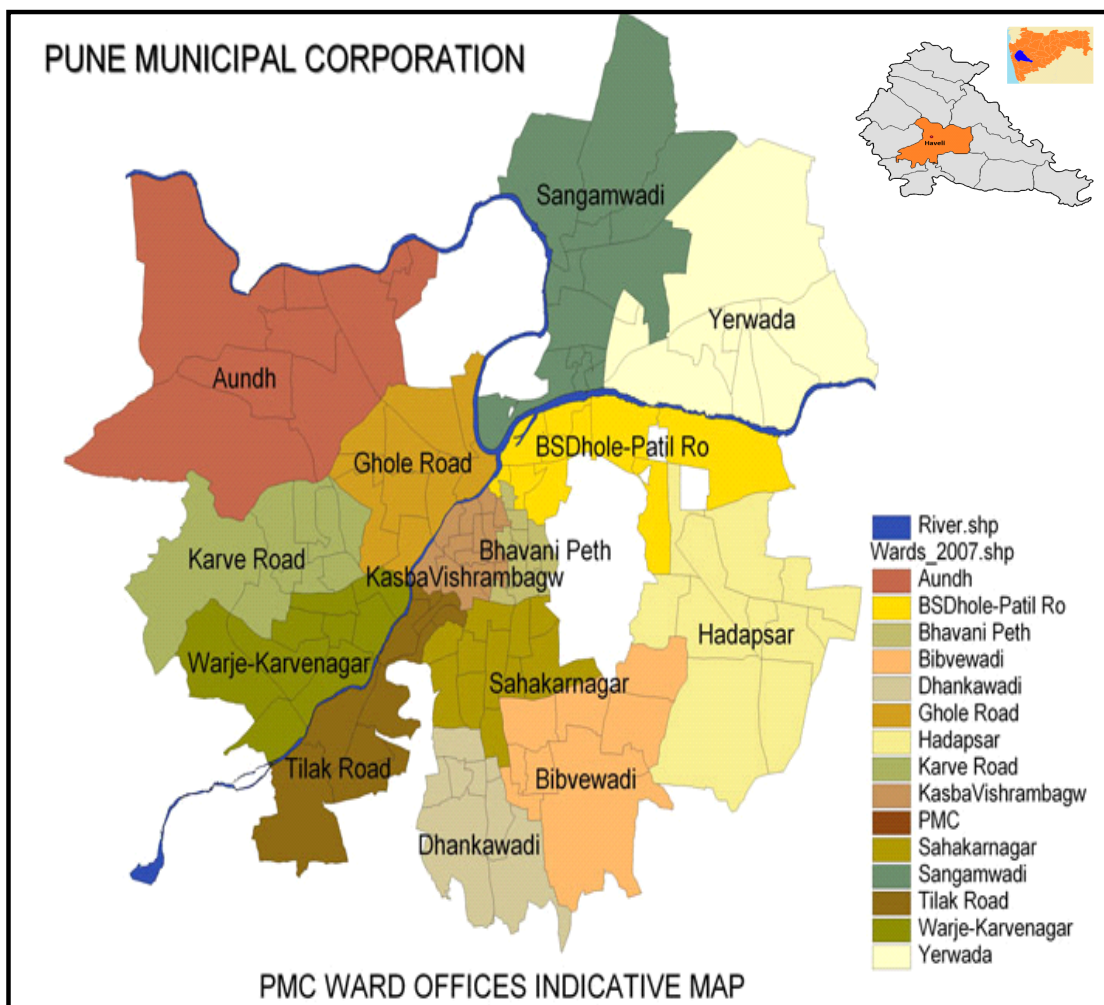 PUNE MUNICIPAL CORPORATION
Haveli
Sangamwadi
Yerwada
Aundh
BSDhole-Patil Ro
Ghole Road
Karve Road
Bhavani Peth
KasbaVishrambagw
Hadapsar
Warje-Karvenagar
Sahakarnagar
Tilak Road
Bibvewadi
Dhankawadi
River.shp
Wards_2007.shp
Aundh
BSDhole-Patil Ro
Bhavani Peth
Bibvewadi
Dhankawadi
Ghole Road
Hadapsar
Karve Road
KasbaVishrambagw
PMC
Sahakarnagar
Sangamwadi
Tilak Road
Warje-Karvenagar
Yerwada
PMC WARD OFFICES INDICATIVE MAP